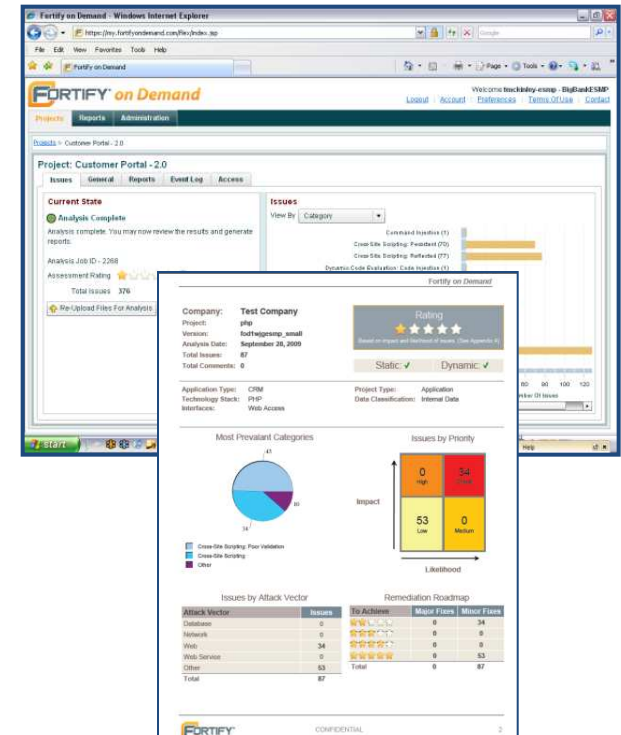 Fortify on Demand - Windows Internet Explorer
https://my.fortifyondemand.com/flex/index.jsp
Google
File Edit View Favorites Tools Help
Fortify on Demand
Page Tools
FORTIFY on Demand
BigBankESMP
Logout Account Preferences Terms Of Use Contact
Projects Reports Administration
Projects > Customer Portal - 2.0
Project: Customer Portal - 2.0
Issues General Reports Event Log Access
Current State
Analysis Complete
Analysis complete. You may now review the results and generate
reports.
Analysis Job ID - 2268
Assessment Rating
Total Issues 376
Re-Upload Files For Analysis
Issues
View By Category
Command Injection (1)
Cross-Site Scripting: Persistent (70)
Cross-Site Scripting: Reflected (77)
Dynamic Code Evaluation: Code Injection (1)
60 80 100 120
Number Of Issues
start
Help
Fortify on Demand
Company: Test Company
Project: php
Version: fod1wjgesmp_small
Analysis Date: September 28, 2009
Total Issues: 87
Total Comments: 0
Rating
Based on impact and likelihood of issues. (See Appendix A)
Static: ✓ Dynamic: ✓
Application Type: CRM
Technology Stack: PHP
Interfaces: Web Access
Project Type: Application
Data Classification: Internal Data
Most Prevalant Categories
43
10
34
Cross-Site Scripting: Poor Validation
Cross-Site Scripting
Other
Issues by Priority
Impact
0
High
34
53
Low
0
Medium
Likelihood
Issues by Attack Vector
Attack Vector Issues
Database 0
Network 0
Web 34
Web Service 0
Other 53
Total 87
Remediation Roadmap
To Achieve Major Fixes Minor Fixes
0 34
0 0
0 0
0 53
Total 0 87
FORTIFY
CONFIDENTIAL
2